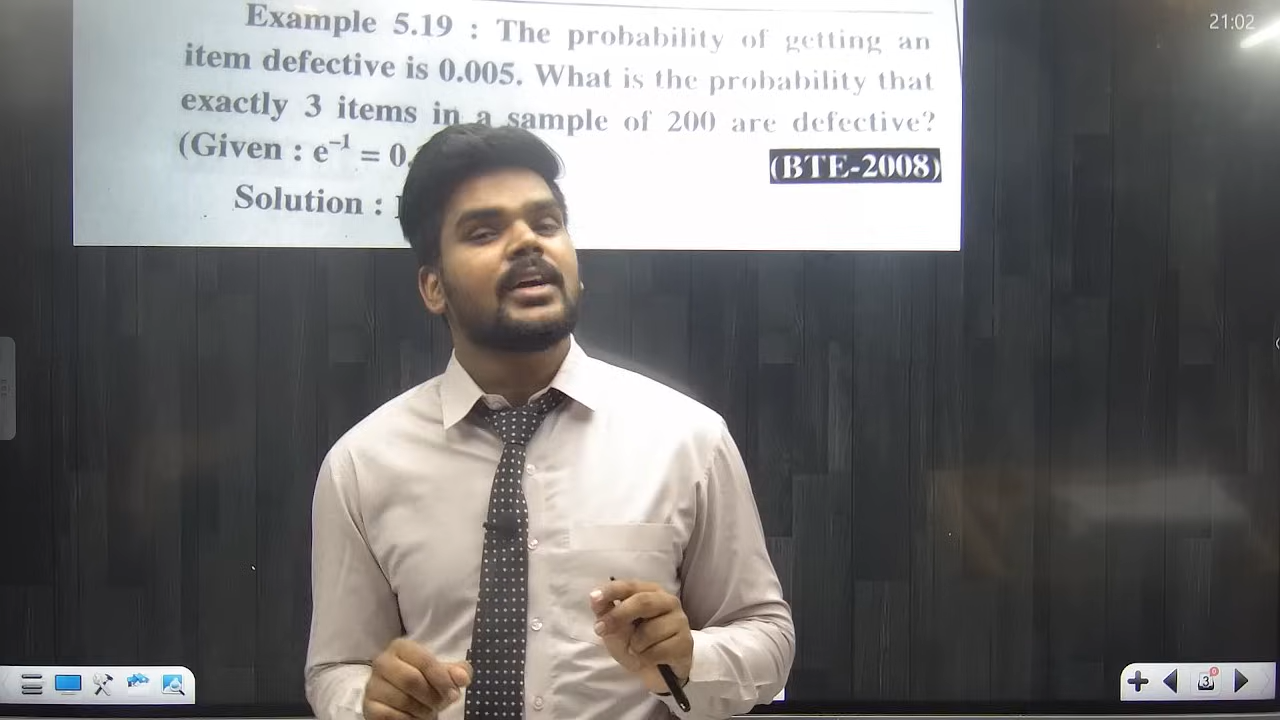 21:02
Example 5.19 : The probability of getting an
item defective is 0.005. What is the probability that
exactly 3 items in a sample of 200 are defective?
(Given : e⁻¹ = 0. (BTE-2008)
Solution :
3